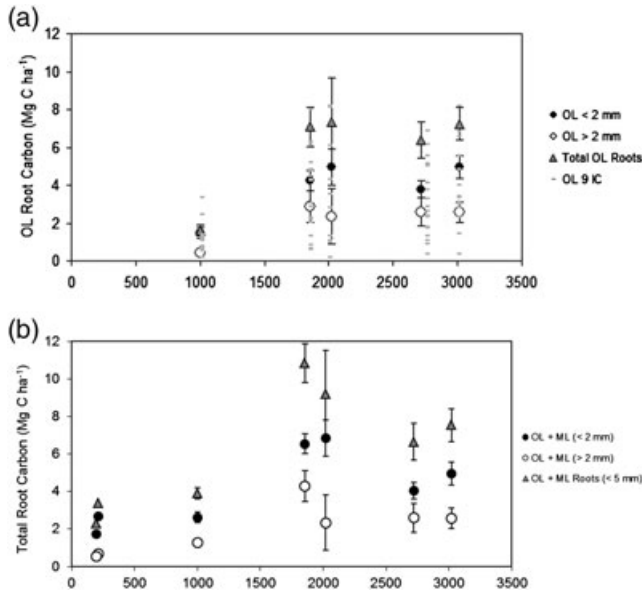 (a)
OL Root Carbon (Mg C ha⁻¹)
12
10
8
6
4
2
0
0 500 1000 1500 2000 2500 3000 3500
OL < 2 mm
OL > 2 mm
Total OL Roots
OL 9 IC
(b)
Total Root Carbon (Mg C ha⁻¹)
12
10
8
6
4
2
0
0 500 1000 1500 2000 2500 3000 3500
OL + ML (< 2 mm)
OL + ML (> 2 mm)
OL + ML Roots (< 5 mm)